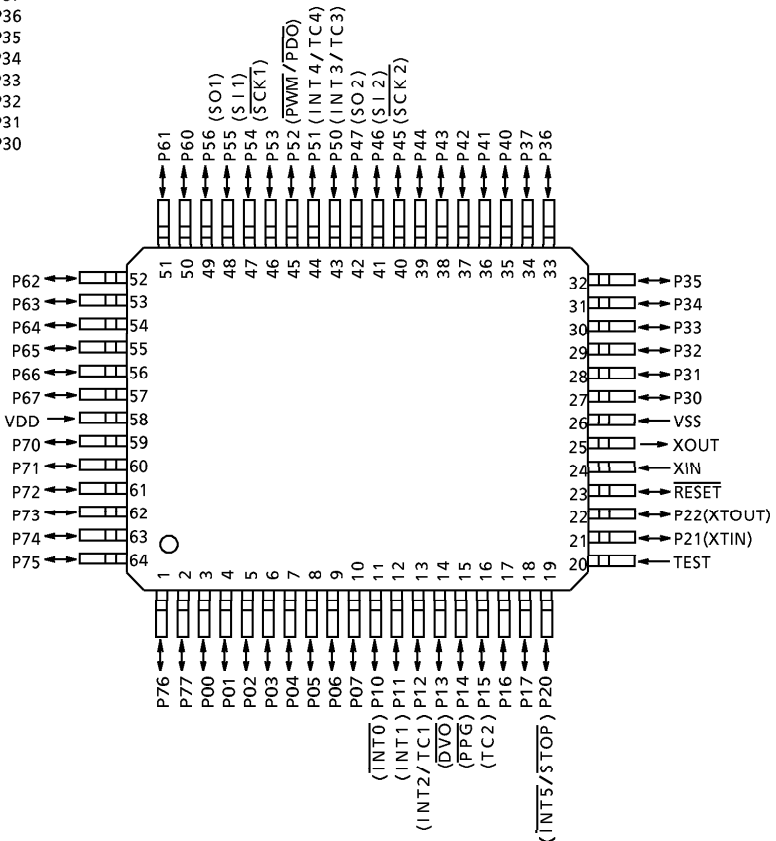 P36
P35
P34
P33
P32
P31
P30
P61
P60
P56 (SO1)
P55 (SI1)
P54 (SCK1)
P53
P52 (PWM/PDO)
P51 (INT4/TC4)
P50 (INT3/TC3)
P47 (SO2)
P46 (SI2)
P45 (SCK2)
P44
P43
P42
P41
P40
P37
P36
51
50
49
48
47
46
45
44
43
42
41
40
39
38
37
36
35
34
33
P62 52
P63 53
P64 54
P65 55
P66 56
P67 57
VDD 58
P70 59
P71 60
P72 61
P73 62
P74 63
P75 64
32 P35
31 P34
30 P33
29 P32
28 P31
27 P30
26 VSS
25 XOUT
24 XIN
23 RESET
22 P22(XTOUT)
21 P21(XTIN)
20 TEST
1
2
3
4
5
6
7
8
9
10
11
12
13
14
15
16
17
18
19
P76
P77
P00
P01
P02
P03
P04
P05
P06
P07
(INT0) P10
(INT1) P11
(INT2/TC1) P12
(DVO) P13
(PPG) P14
(TC2) P15
P16
P17
(INT5/STOP) P20